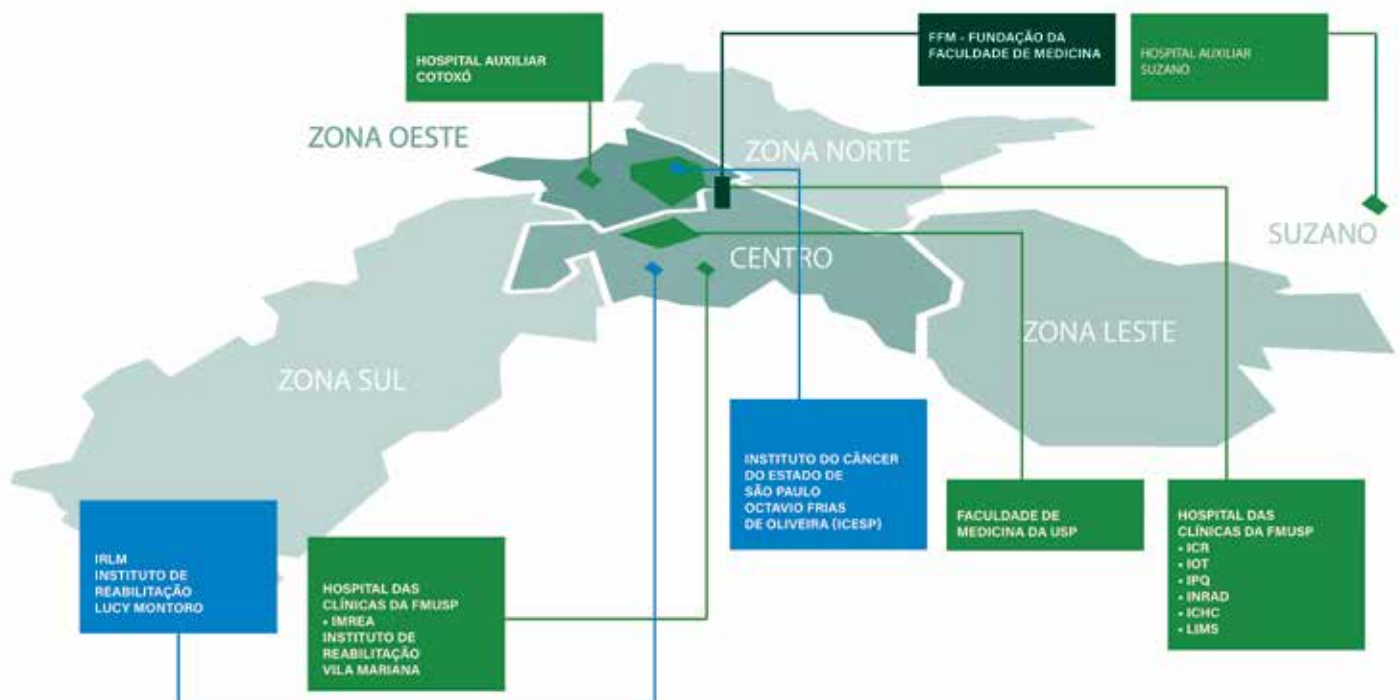 HOSPITAL AUXILIAR
COTOXÓ
FFM - FUNDAÇÃO DA
FACULDADE DE MEDICINA
HOSPITAL AUXILIAR
SUZANO
ZONA OESTE
ZONA NORTE
SUZANO
CENTRO
ZONA LESTE
ZONA SUL
INSTITUTO DO CÂNCER
DO ESTADO DE
SÃO PAULO
OCTAVIO FRIAS
DE OLIVEIRA (ICESP)
FACULDADE DE
MEDICINA DA USP
HOSPITAL DAS
CLÍNICAS DA FMUSP
• ICR
• IOT
• IPQ
• INRAD
• ICHC
• LIMS
IRLM
INSTITUTO DE
REABILITAÇÃO
LUCY MONTORO
HOSPITAL DAS
CLÍNICAS DA FMUSP
• IMREA
INSTITUTO DE
REABILITAÇÃO
VILA MARIANA